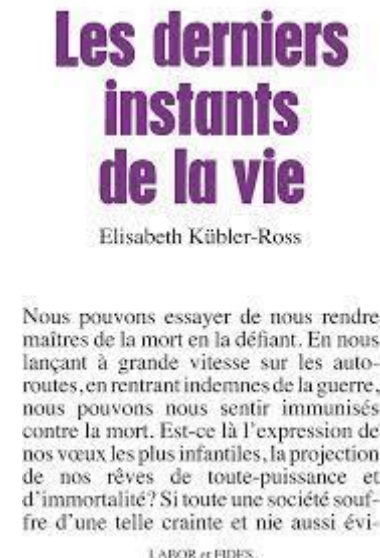 Les derniers
instants
de la vie
Elisabeth Kübler-Ross
Nous pouvons essayer de nous rendre
maîtres de la mort en la défiant. En nous
lançant à grande vitesse sur les auto-
routes, en rentrant indemnes de la guerre,
nous pouvons nous sentir immunisés
contre la mort. Est-ce là l'expression de
nos vœux les plus infantiles, la projection
de nos rêves de toute-puissance et
d'immortalité? Si toute une société souf-
fre d'une telle crainte et nie aussi évi-
LABOR et FIDES